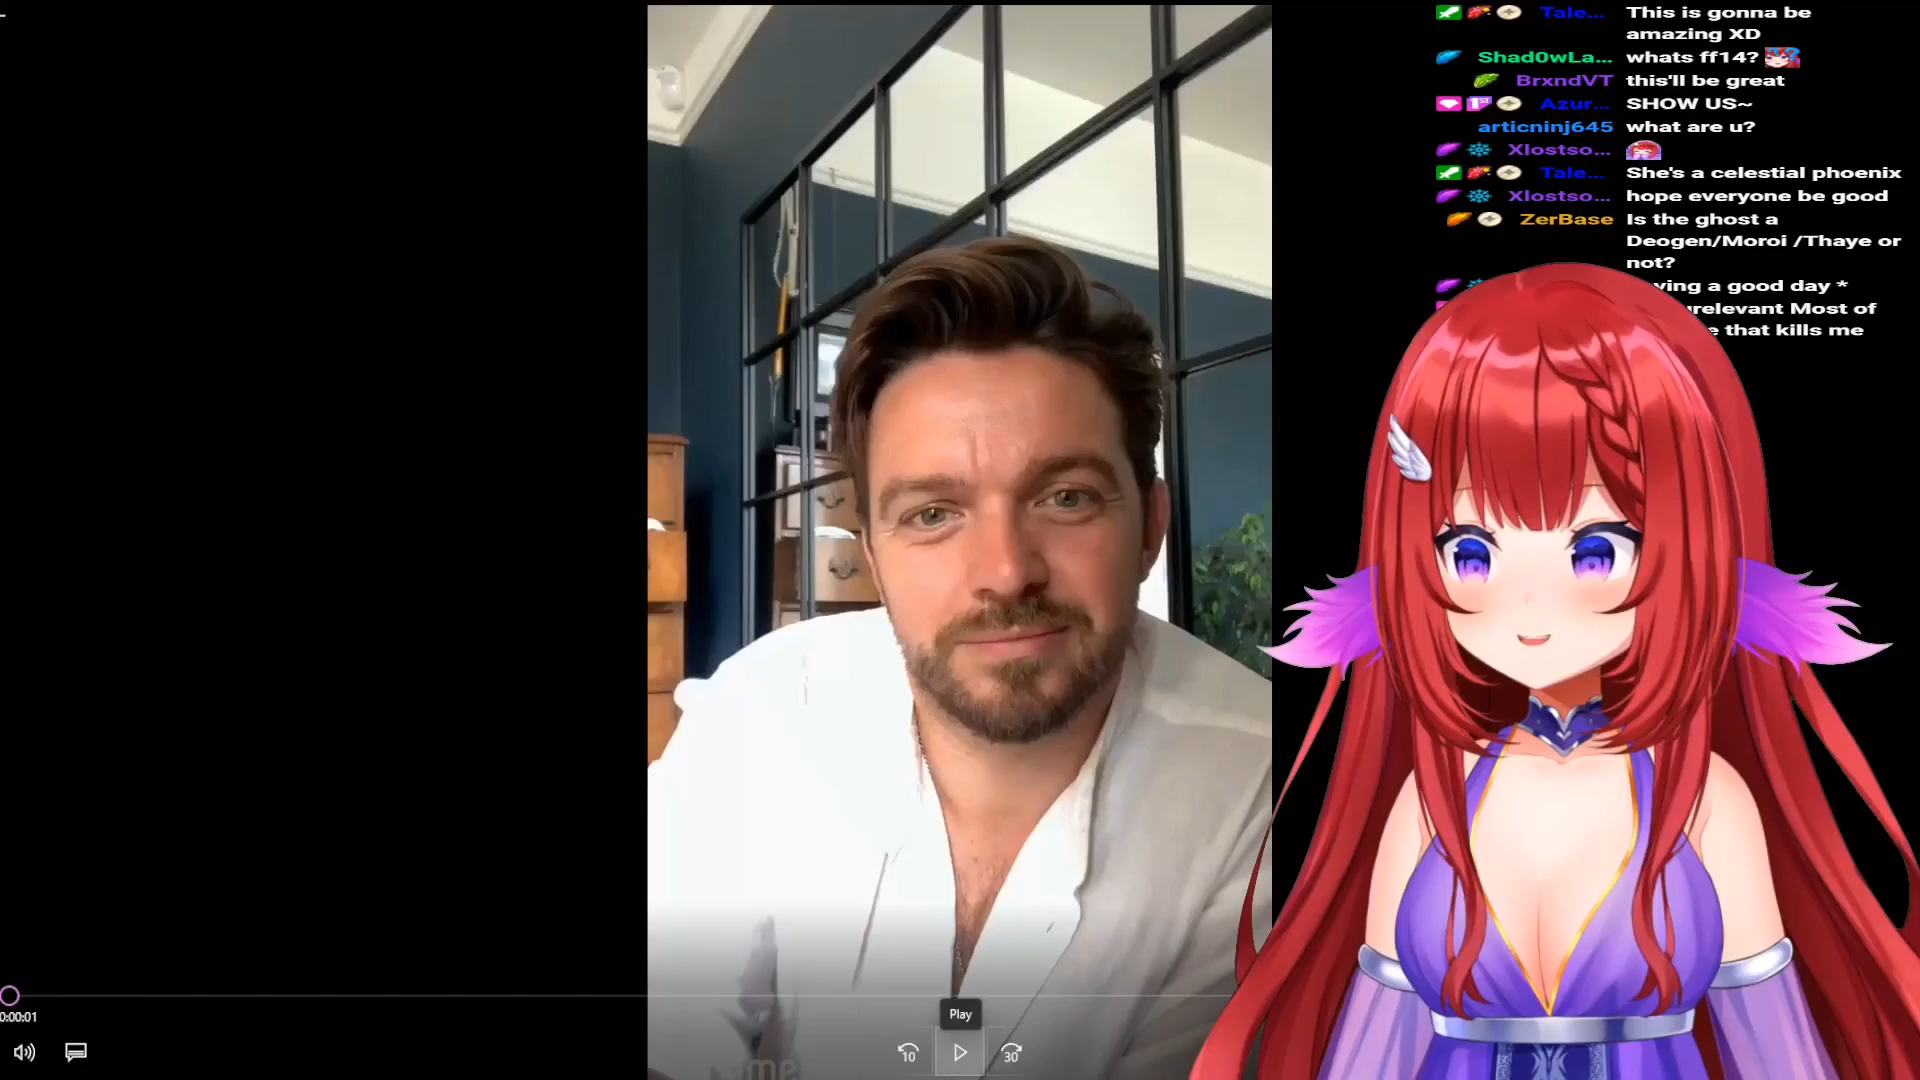 Tale... This is gonna be
amazing XD
Shad0wLa... whats ff14?
BrxndVT this'll be great
1ST Azur... SHOW US~
articninj645 what are u?
Xlostso...
Tale... She's a celestial phoenix
Xlostso... hope everyone be good
ZerBase Is the ghost a
Deogen/Moroi /Thaye or
not?
ving a good day *
relevant Most of
e that kills me
0:00:01
Play
10
30
me